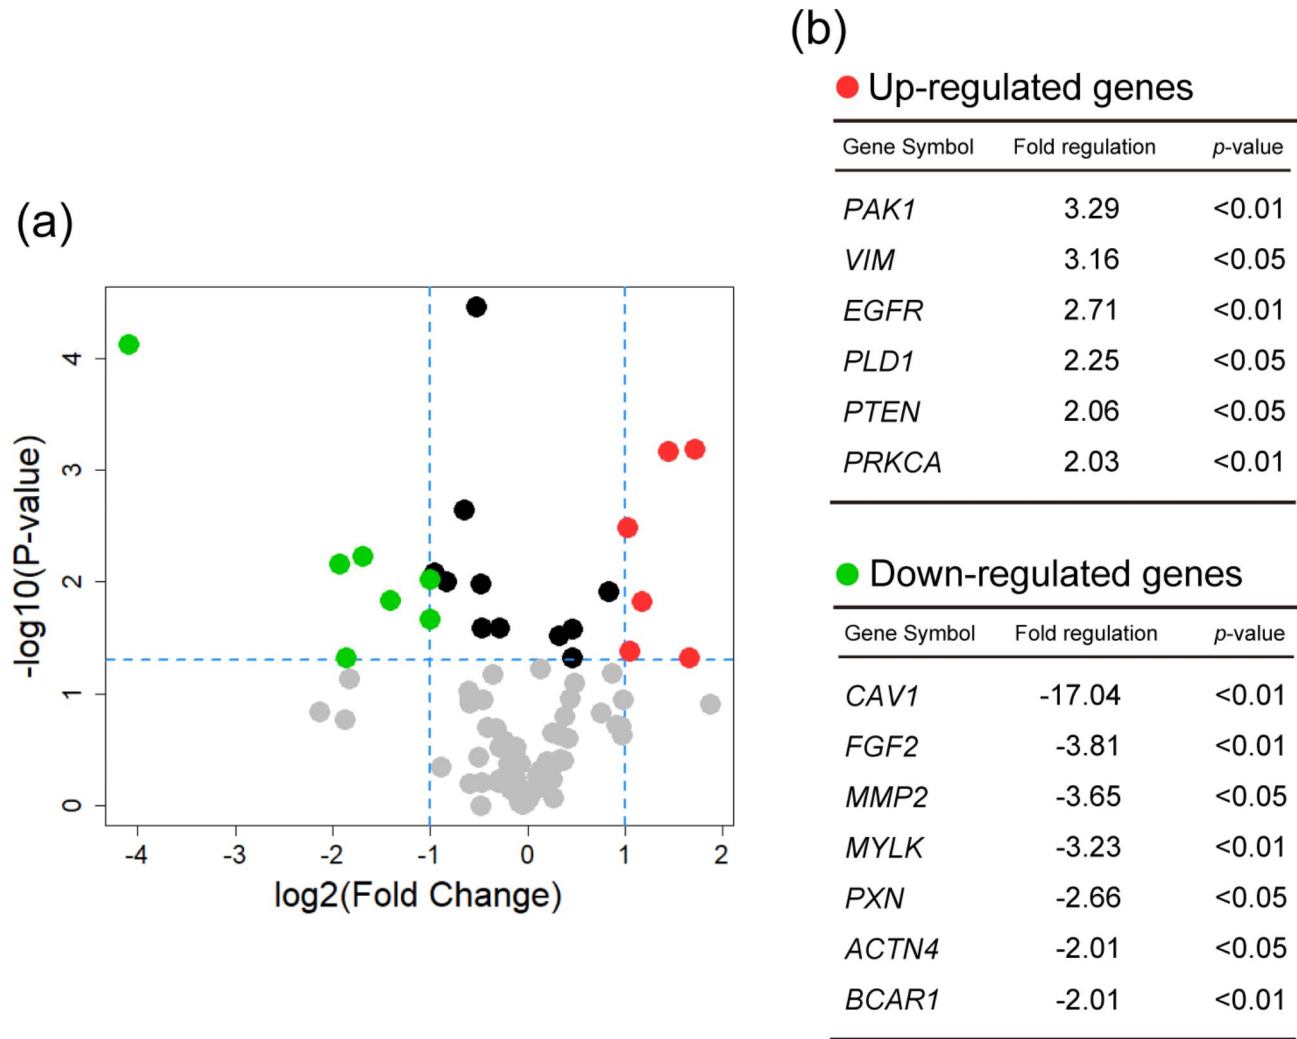 (a)
-log10(P-value)
4
3
2
1
0
-4 -3 -2 -1 0 1 2
log2(Fold Change)
(b)
Up-regulated genes
Gene Symbol Fold regulation p-value
PAK1 3.29 <0.01
VIM 3.16 <0.05
EGFR 2.71 <0.01
PLD1 2.25 <0.05
PTEN 2.06 <0.05
PRKCA 2.03 <0.01
Down-regulated genes
Gene Symbol Fold regulation p-value
CAV1 -17.04 <0.01
FGF2 -3.81 <0.01
MMP2 -3.65 <0.05
MYLK -3.23 <0.01
PXN -2.66 <0.05
ACTN4 -2.01 <0.05
BCAR1 -2.01 <0.01